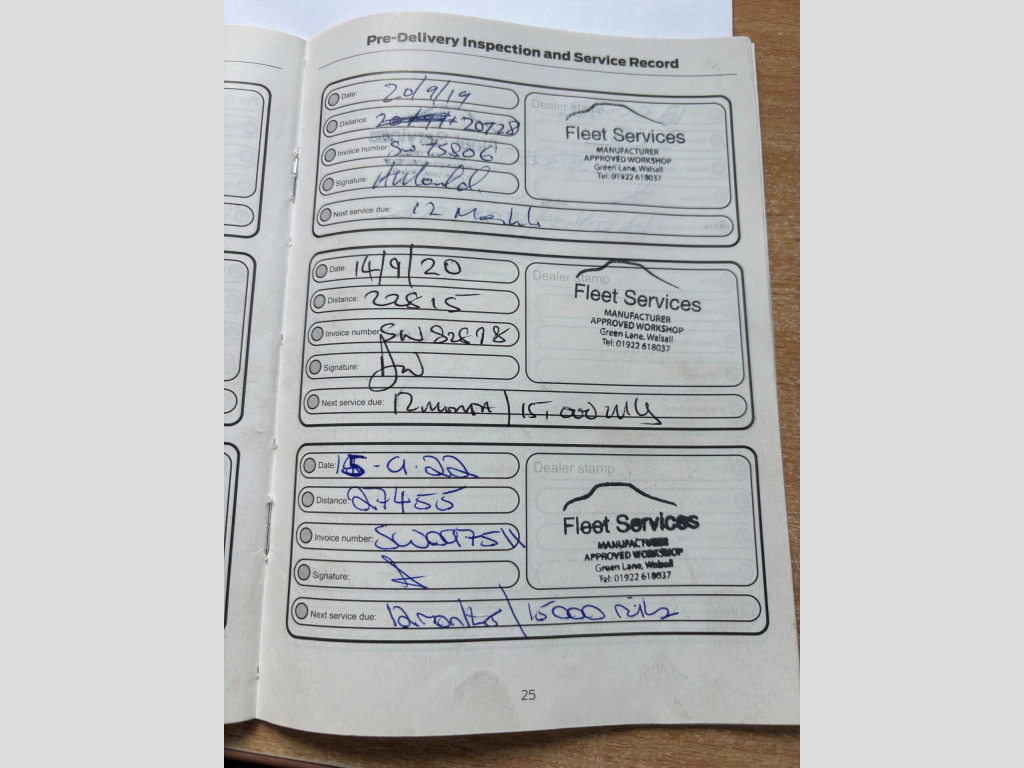 Pre-Delivery Inspection and Service Record
Date: 20/9/19
Distance: 20728
Invoice number: SW 75806
Signature:
Next service due: 12 Months
Dealer stamp
Fleet Services
MANUFACTURER
APPROVED WORKSHOP
Green Lane, Walsall
Tel: 01922 618037
Date: 14/9/20
Distance: 22815
Invoice number: SW 82878
Signature:
Next service due: 12 MONTH / 15,000 MLS
Dealer stamp
Fleet Services
MANUFACTURER
APPROVED WORKSHOP
Green Lane, Walsall
Tel: 01922 618037
Date: 15-9-22
Distance: 27455
Invoice number:
Signature:
Next service due: 12 months / 15000 miles
Dealer stamp
Fleet Services
MANUFACTURER
APPROVED WORKSHOP
Green Lane, Walsall
Tel: 01922 618037
25